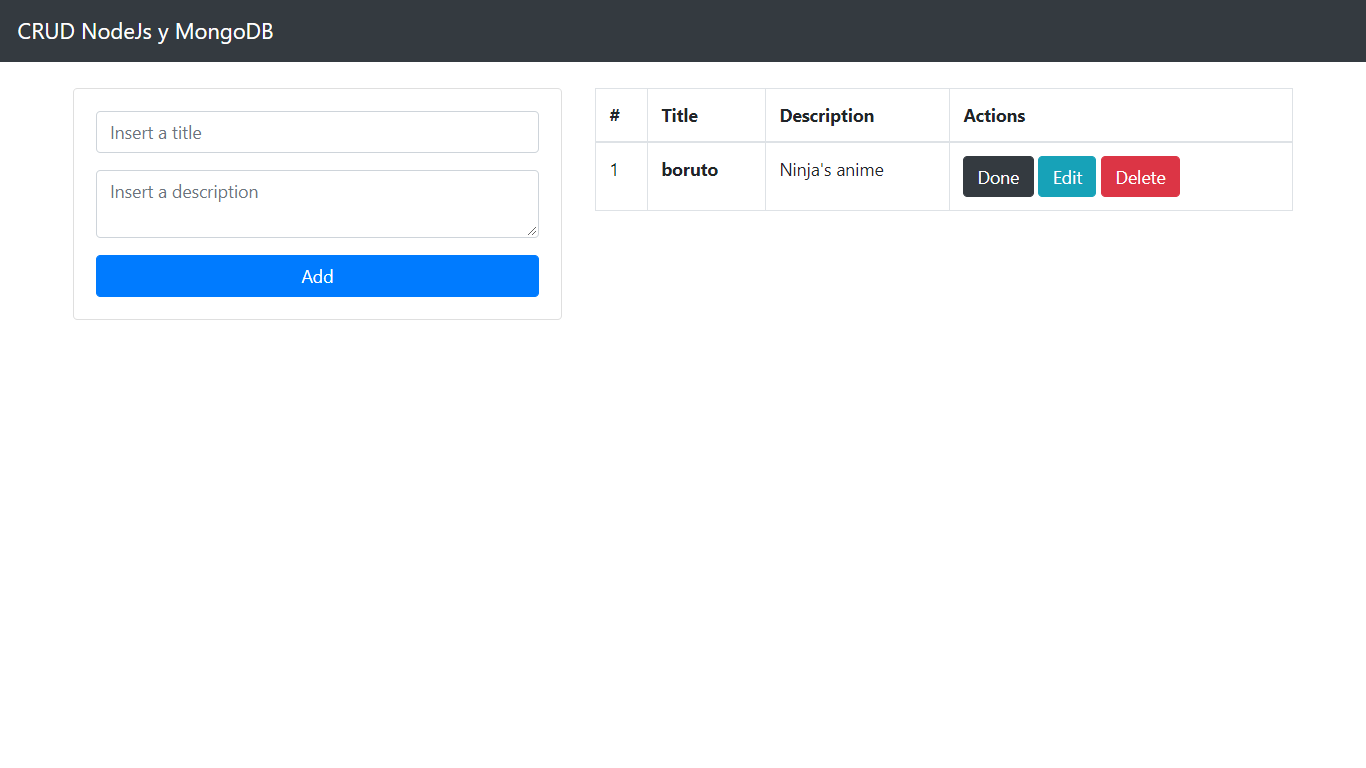 CRUD NodeJs y MongoDB
Insert a title
Insert a description
Add
# Title Description Actions
1 boruto Ninja's anime Done Edit Delete